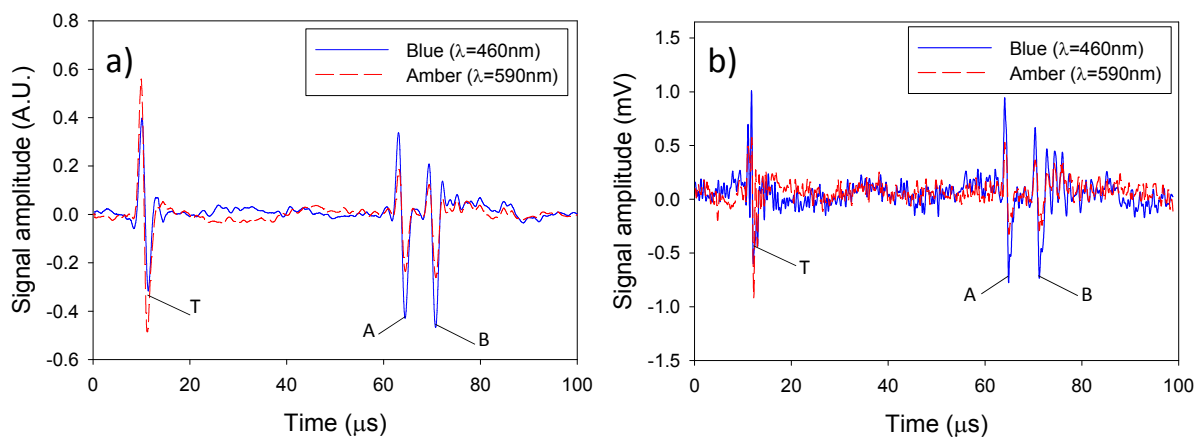 a)
Signal amplitude (A.U.)
0.8
0.6
0.4
0.2
0.0
-0.2
-0.4
-0.6
Blue (λ=460nm)
Amber (λ=590nm)
T
A
B
0 20 40 60 80 100
Time (μs)
b)
Signal amplitude (mV)
1.5
1.0
0.5
0.0
-0.5
-1.0
-1.5
Blue (λ=460nm)
Amber (λ=590nm)
T
A
B
0 20 40 60 80 100
Time (μs)